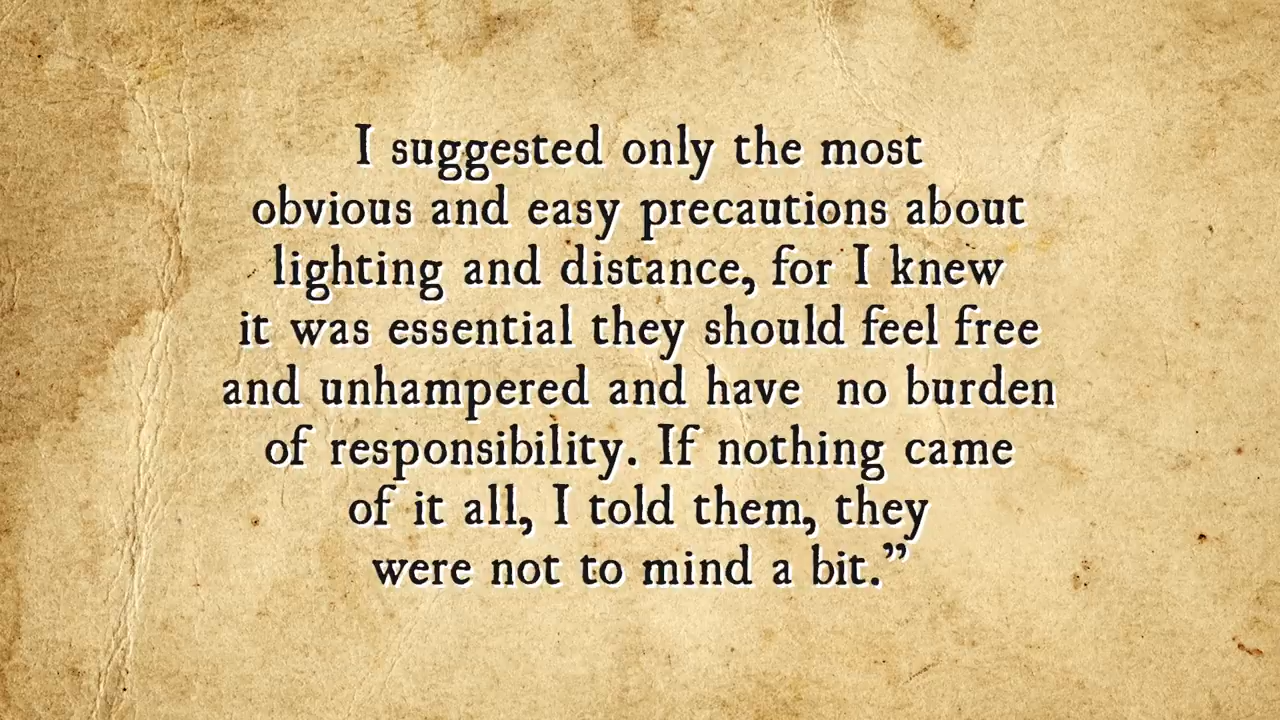 I suggested only the most
obvious and easy precautions about
lighting and distance, for I knew
it was essential they should feel free
and unhampered and have  no burden
of responsibility. If nothing came
of it all, I told them, they
were not to mind a bit.”